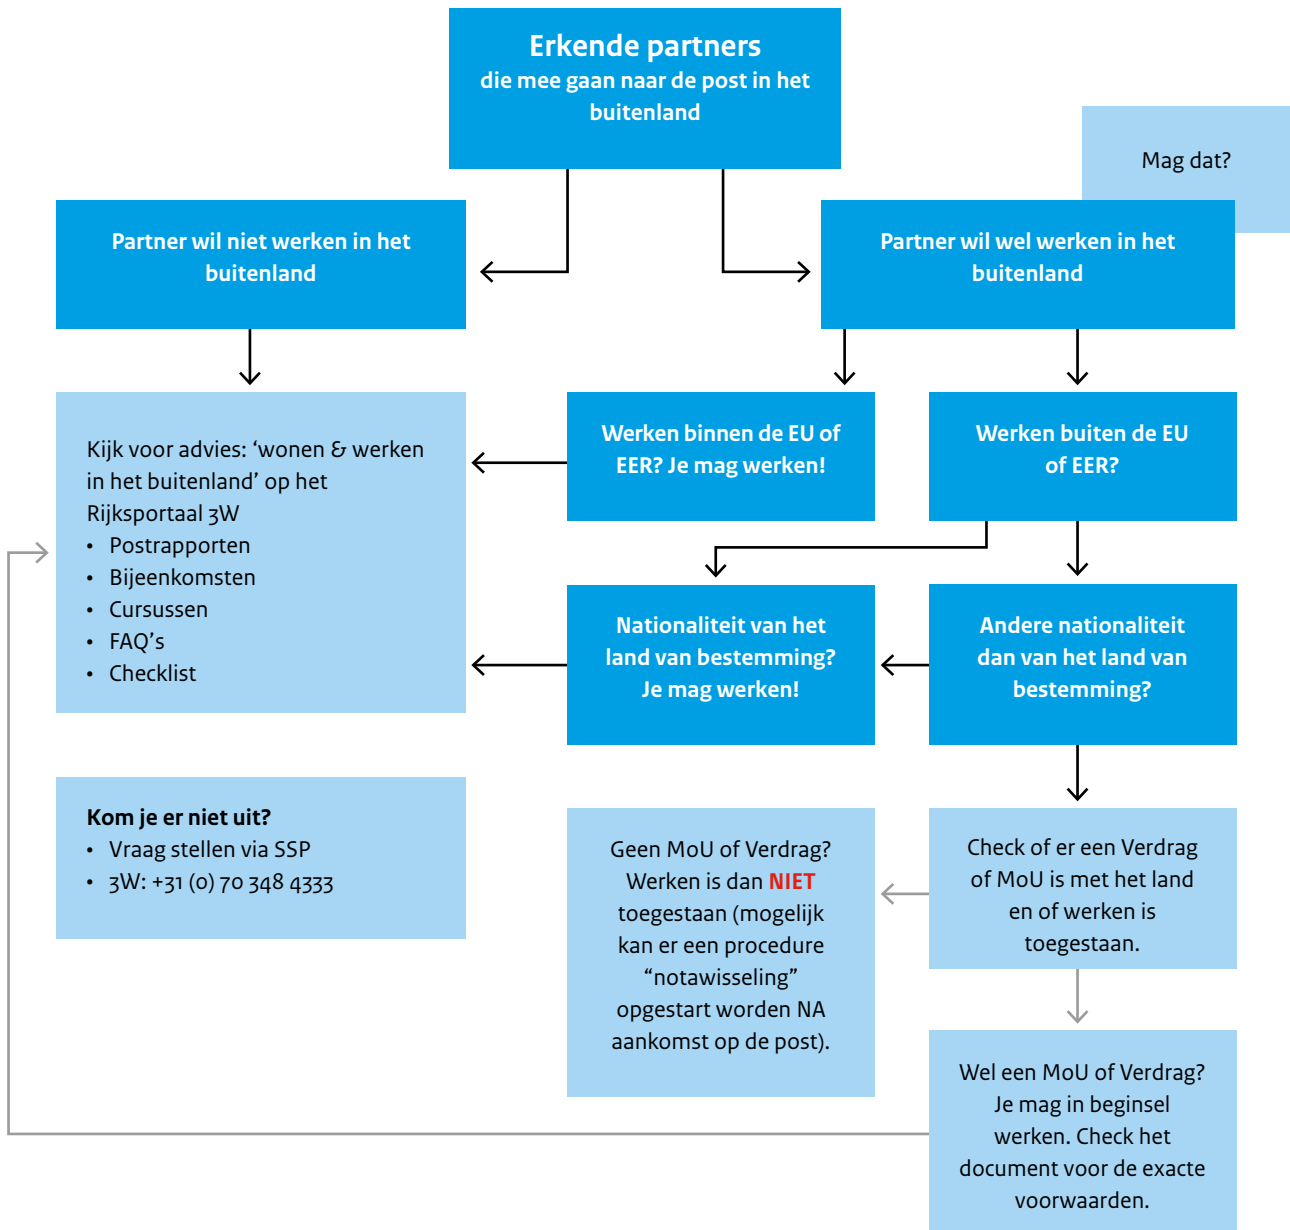 Erkende partners
die mee gaan naar de post in het
buitenland
Mag dat?
Partner wil niet werken in het
buitenland
Partner wil wel werken in het
buitenland
Kijk voor advies: ‘wonen & werken
in het buitenland’ op het
Rijksportaal 3W
• Postrapporten
• Bijeenkomsten
• Cursussen
• FAQ’s
• Checklist
Werken binnen de EU of
EER? Je mag werken!
Werken buiten de EU
of EER?
Nationaliteit van het
land van bestemming?
Je mag werken!
Andere nationaliteit
dan van het land van
bestemming?
Kom je er niet uit?
• Vraag stellen via SSP
• 3W: +31 (0) 70 348 4333
Geen MoU of Verdrag?
Werken is dan NIET
toegestaan (mogelijk
kan er een procedure
“notawisseling”
opgestart worden NA
aankomst op de post).
Check of er een Verdrag
of MoU is met het land
en of werken is
toegestaan.
Wel een MoU of Verdrag?
Je mag in beginsel
werken. Check het
document voor de exacte
voorwaarden.